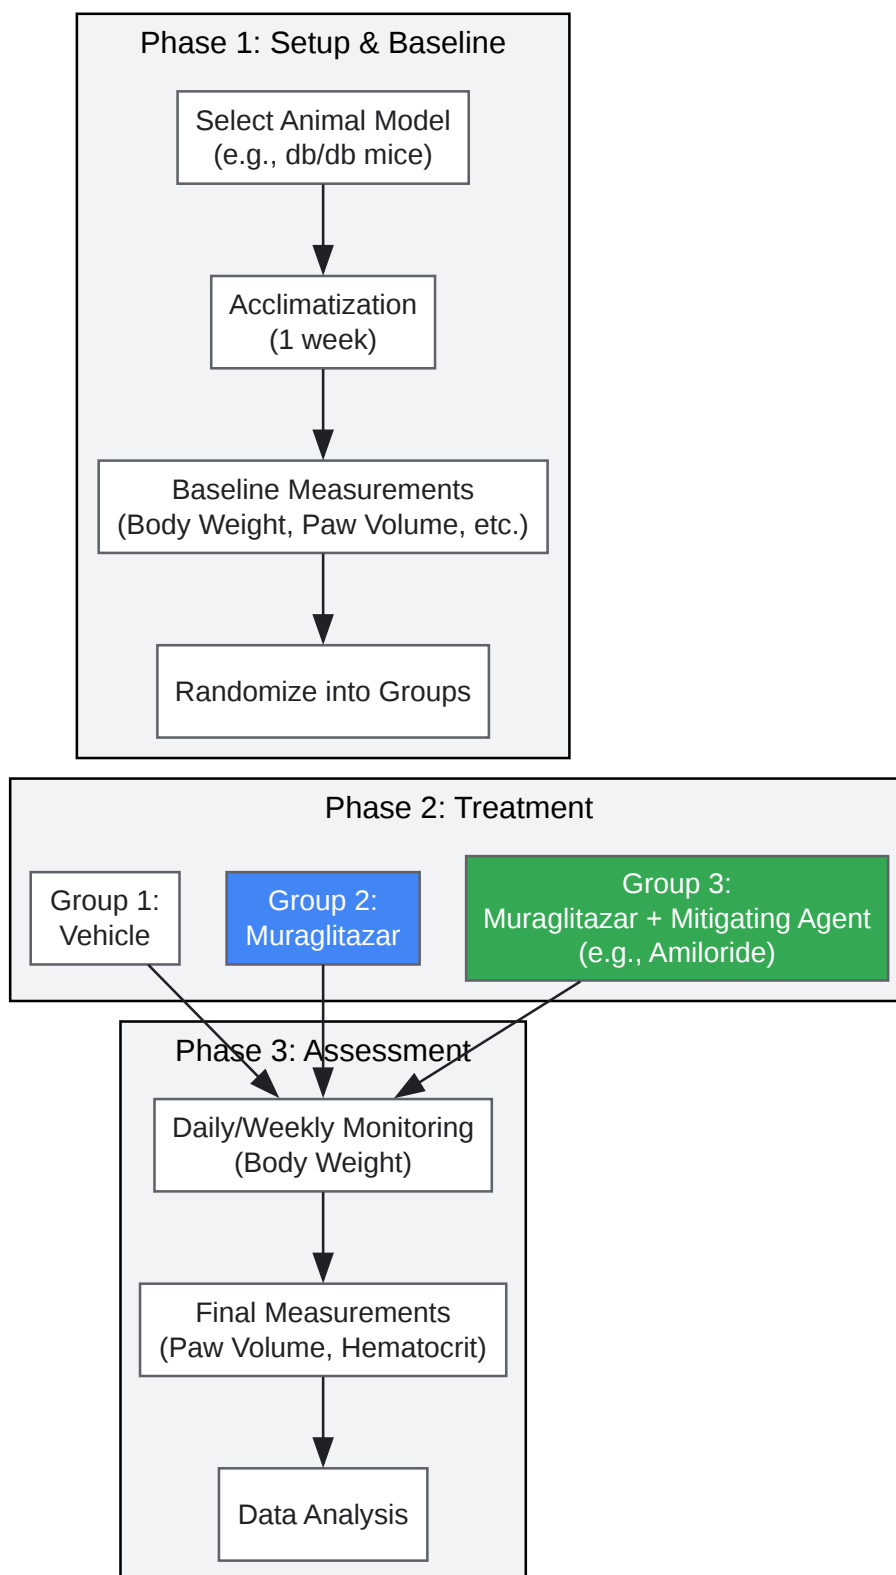 Phase 1: Setup & Baseline
Select Animal Model
(e.g., db/db mice)
Acclimatization
(1 week)
Baseline Measurements
(Body Weight, Paw Volume, etc.)
Randomize into Groups
Phase 2: Treatment
Group 1:
Vehicle
Group 2:
Muraglitazar
Group 3:
Muraglitazar + Mitigating Agent
(e.g., Amiloride)
Phase 3: Assessment
Daily/Weekly Monitoring
(Body Weight)
Final Measurements
(Paw Volume, Hematocrit)
Data Analysis